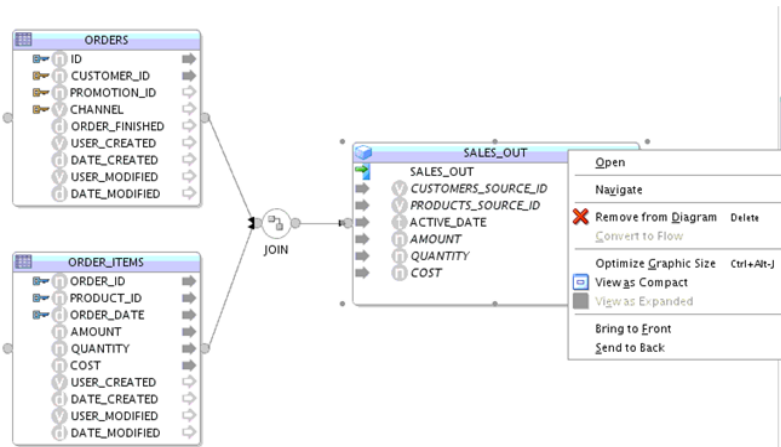 ORDERS
ID
CUSTOMER_ID
PROMOTION_ID
CHANNEL
ORDER_FINISHED
USER_CREATED
DATE_CREATED
USER_MODIFIED
DATE_MODIFIED
ORDER_ITEMS
ORDER_ID
PRODUCT_ID
ORDER_DATE
AMOUNT
QUANTITY
COST
USER_CREATED
DATE_CREATED
USER_MODIFIED
DATE_MODIFIED
JOIN
SALES_OUT
SALES_OUT
CUSTOMERS_SOURCE_ID
PRODUCTS_SOURCE_ID
ACTIVE_DATE
AMOUNT
QUANTITY
COST
Open
Navigate
Remove from Diagram Delete
Convert to Flow
Optimize Graphic Size Ctrl+Alt-J
View as Compact
View as Expanded
Bring to Front
Send to Back